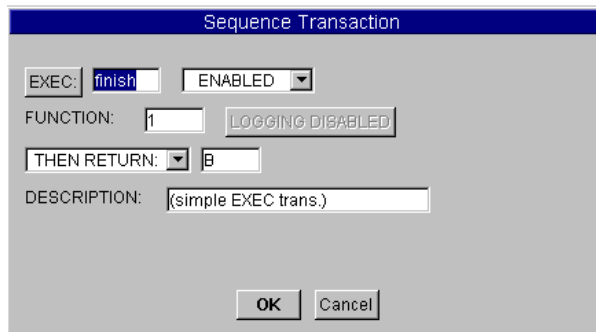 Sequence Transaction
EXEC: finish ENABLED
FUNCTION: 1 LOGGING DISABLED
THEN RETURN: B
DESCRIPTION: (simple EXEC trans.)
OK Cancel